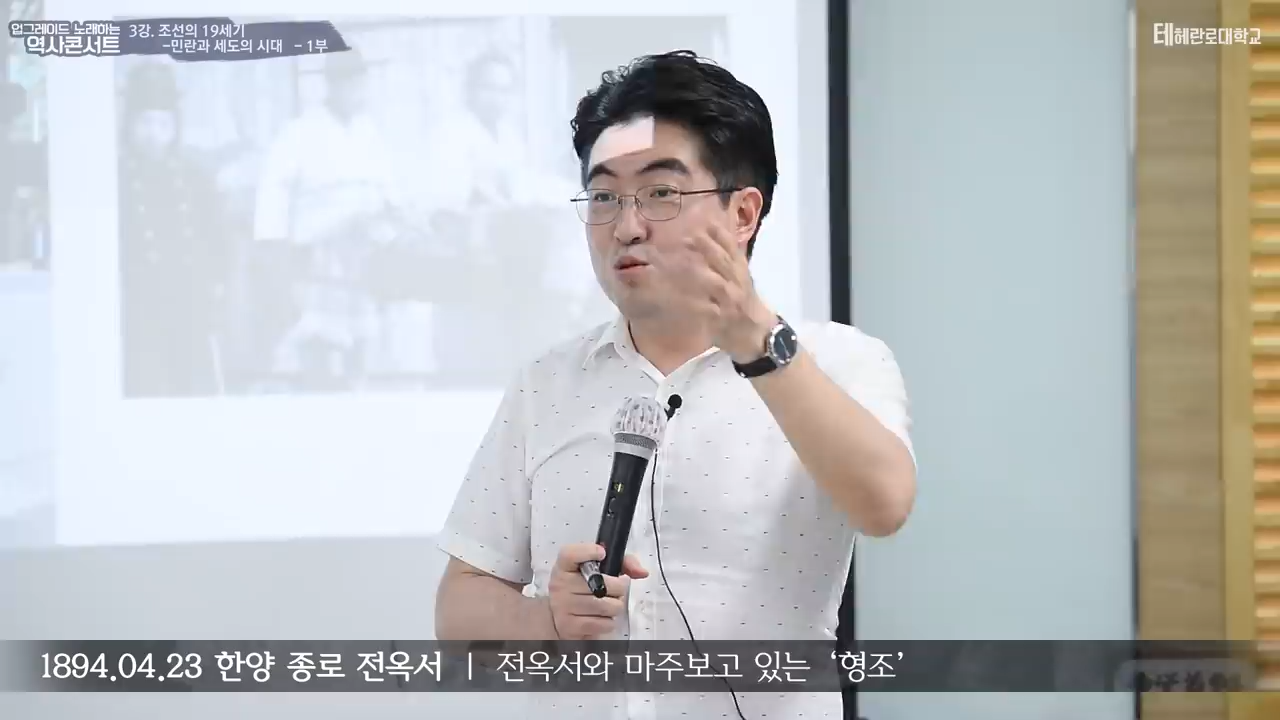 업그레이드 노래하는
역사콘서트
3강. 조선의 19세기
-민란과 세도의 시대 - 1부
테헤란로대학교
1894.04.23 한양 종로 전옥서 ㅣ 전옥서와 마주보고 있는 ‘형조’